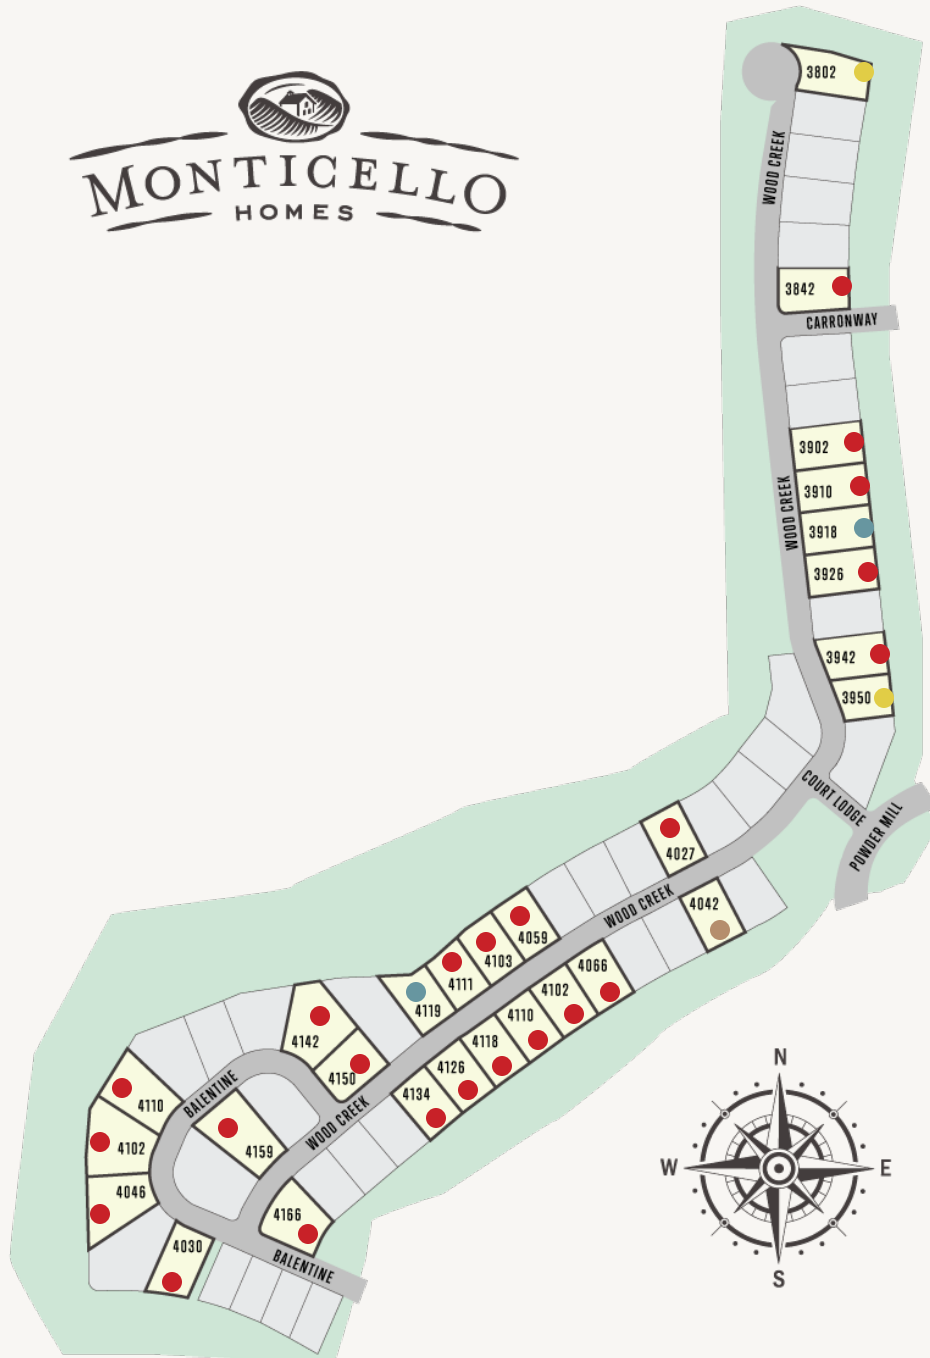 MONTICELLO
HOMES
3802
WOOD CREEK
3842
CARRONWAY
3902
3910
WOOD CREEK
3918
3926
3942
3950
COURT LODGE
POWDER MILL
4027
4042
WOOD CREEK
4059
4103
4111
4119
4066
4102
4110
4118
4126
4134
4142
4150
BALENTINE
WOOD CREEK
4110
4102
4159
4046
4166
4030
BALENTINE
N
W
E
S